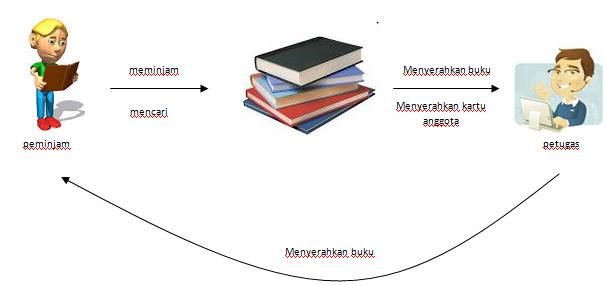 meminjam
mencari
Menyerahkan buku
Menyerahkan kartu
anggota
peminjam
petugas
Menyerahkan buku